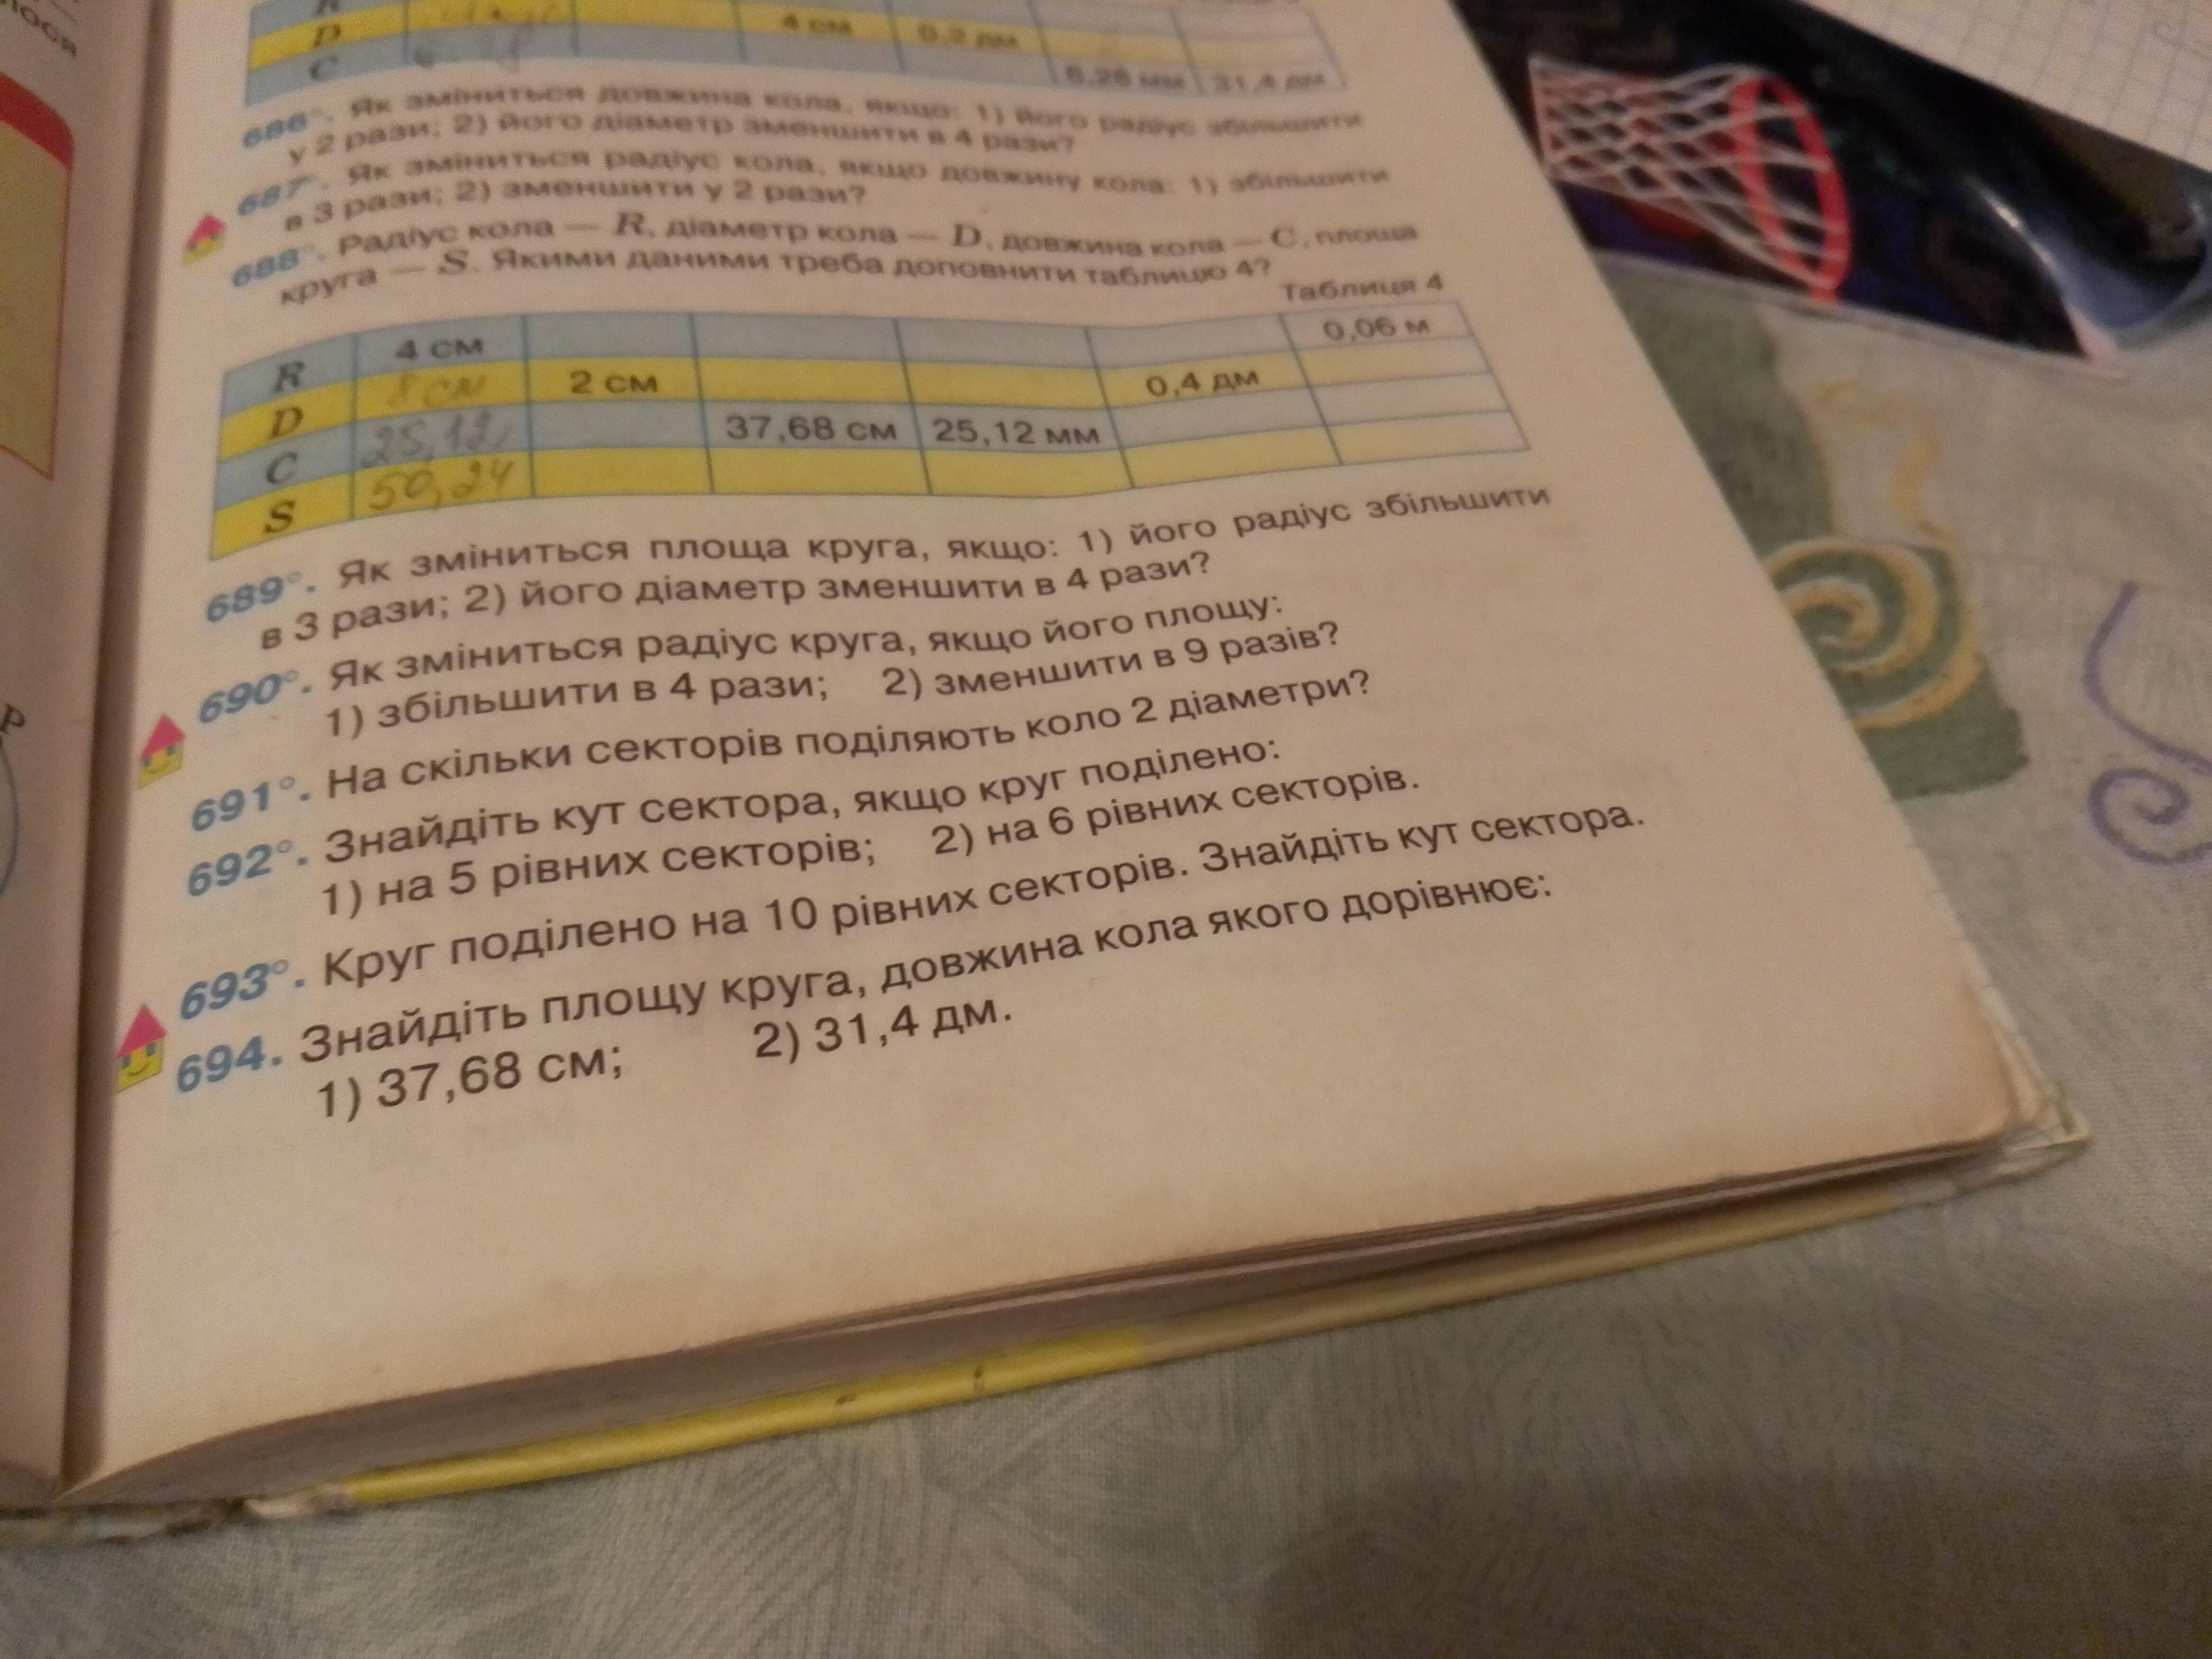 лося
R
D 4 см 0,2 дм
C 6,28 мм 31,4 дм
686°. Як зміниться довжина кола, якщо: 1) його радіус збільшити
у 2 рази; 2) його діаметр зменшити в 4 рази?
687°. Як зміниться радіус кола, якщо довжину кола: 1) збільшити
в 3 рази; 2) зменшити у 2 рази?
688°. Радіус кола — R, діаметр кола — D, довжина кола — C, площа
круга — S. Якими даними треба доповнити таблицю 4?
Таблиця 4
R 4 см 0,06 м
D 8 см 2 см 0,4 дм
C 25,12 37,68 см 25,12 мм
S 50,24
689°. Як зміниться площа круга, якщо: 1) його радіус збільшити
в 3 рази; 2) його діаметр зменшити в 4 рази?
690°. Як зміниться радіус круга, якщо його площу:
1) збільшити в 4 рази; 2) зменшити в 9 разів?
691°. На скільки секторів поділяють коло 2 діаметри?
692°. Знайдіть кут сектора, якщо круг поділено:
1) на 5 рівних секторів; 2) на 6 рівних секторів.
693°. Круг поділено на 10 рівних секторів. Знайдіть кут сектора.
694. Знайдіть площу круга, довжина кола якого дорівнює:
1) 37,68 см; 2) 31,4 дм.
P